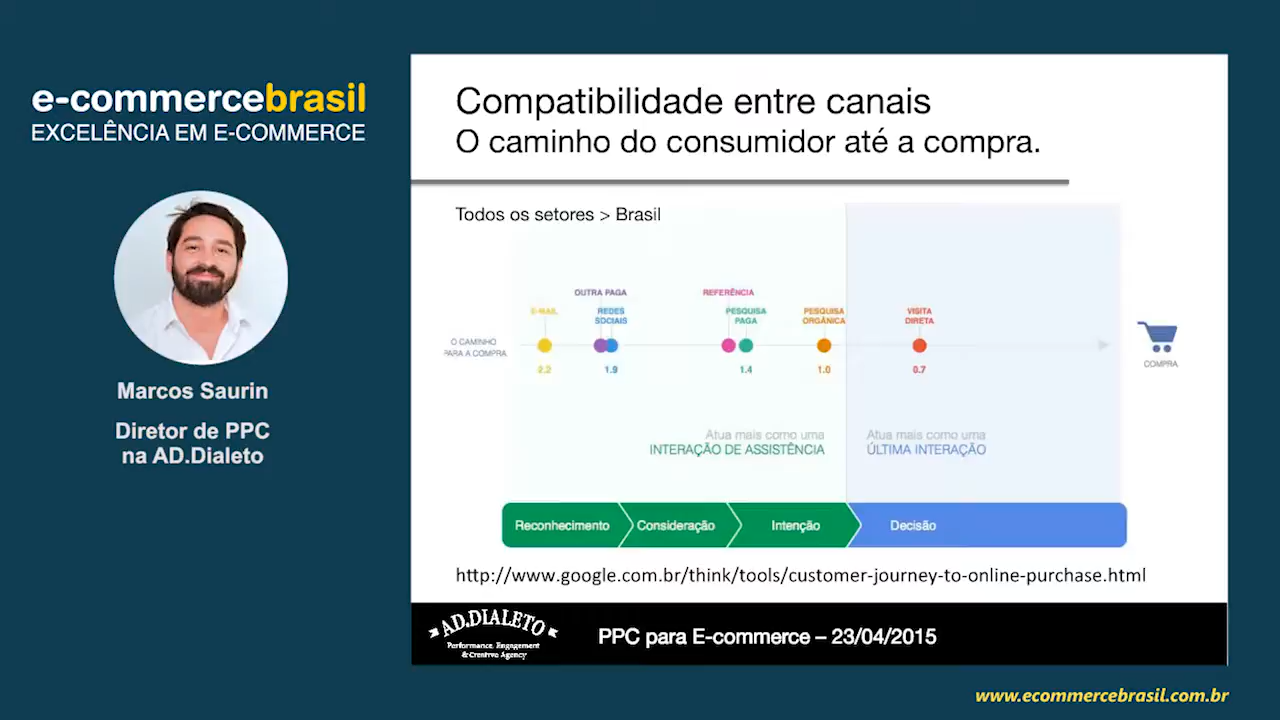 e-commercebrasil
EXCELÊNCIA EM E-COMMERCE
Marcos Saurin
Diretor de PPC
na AD.Dialeto
Compatibilidade entre canais
O caminho do consumidor até a compra.
Todos os setores > Brasil
OUTRA PAGA
REFERÊNCIA
E-MAIL
REDES
SOCIAIS
PESQUISA
PAGA
PESQUISA
ORGÂNICA
VISITA
DIRETA
O CAMINHO
PARA A COMPRA
2.2
1.9
1.4
1.0
0.7
COMPRA
Atua mais como uma
INTERAÇÃO DE ASSISTÊNCIA
Atua mais como uma
ÚLTIMA INTERAÇÃO
Reconhecimento
Consideração
Intenção
Decisão
http://www.google.com.br/think/tools/customer-journey-to-online-purchase.html
AD.DIALETO
Performance, Engagement
& Creative Agency
PPC para E-commerce – 23/04/2015
www.ecommercebrasil.com.br